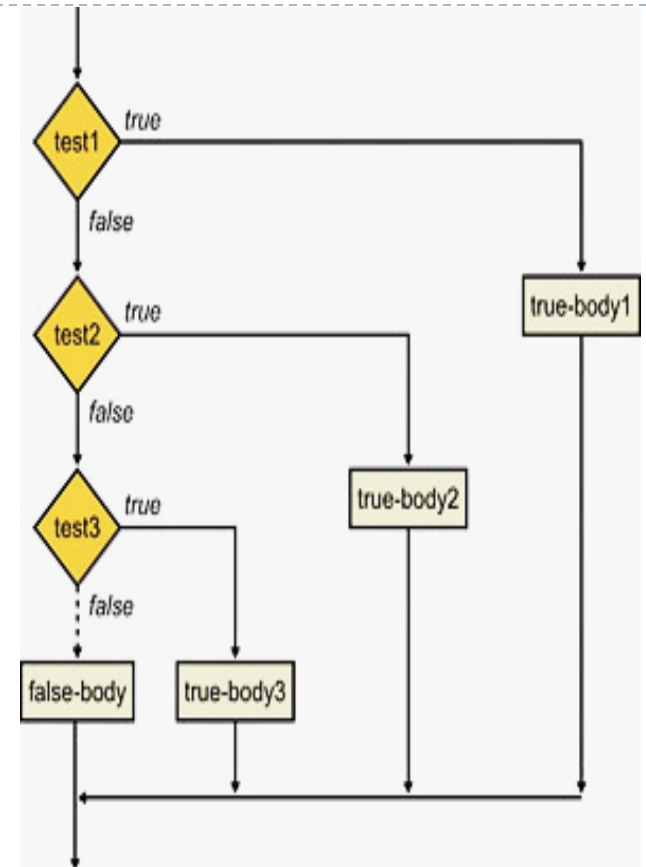 true
test1
false
true-body1
true
test2
false
true-body2
true
test3
false
false-body
true-body3